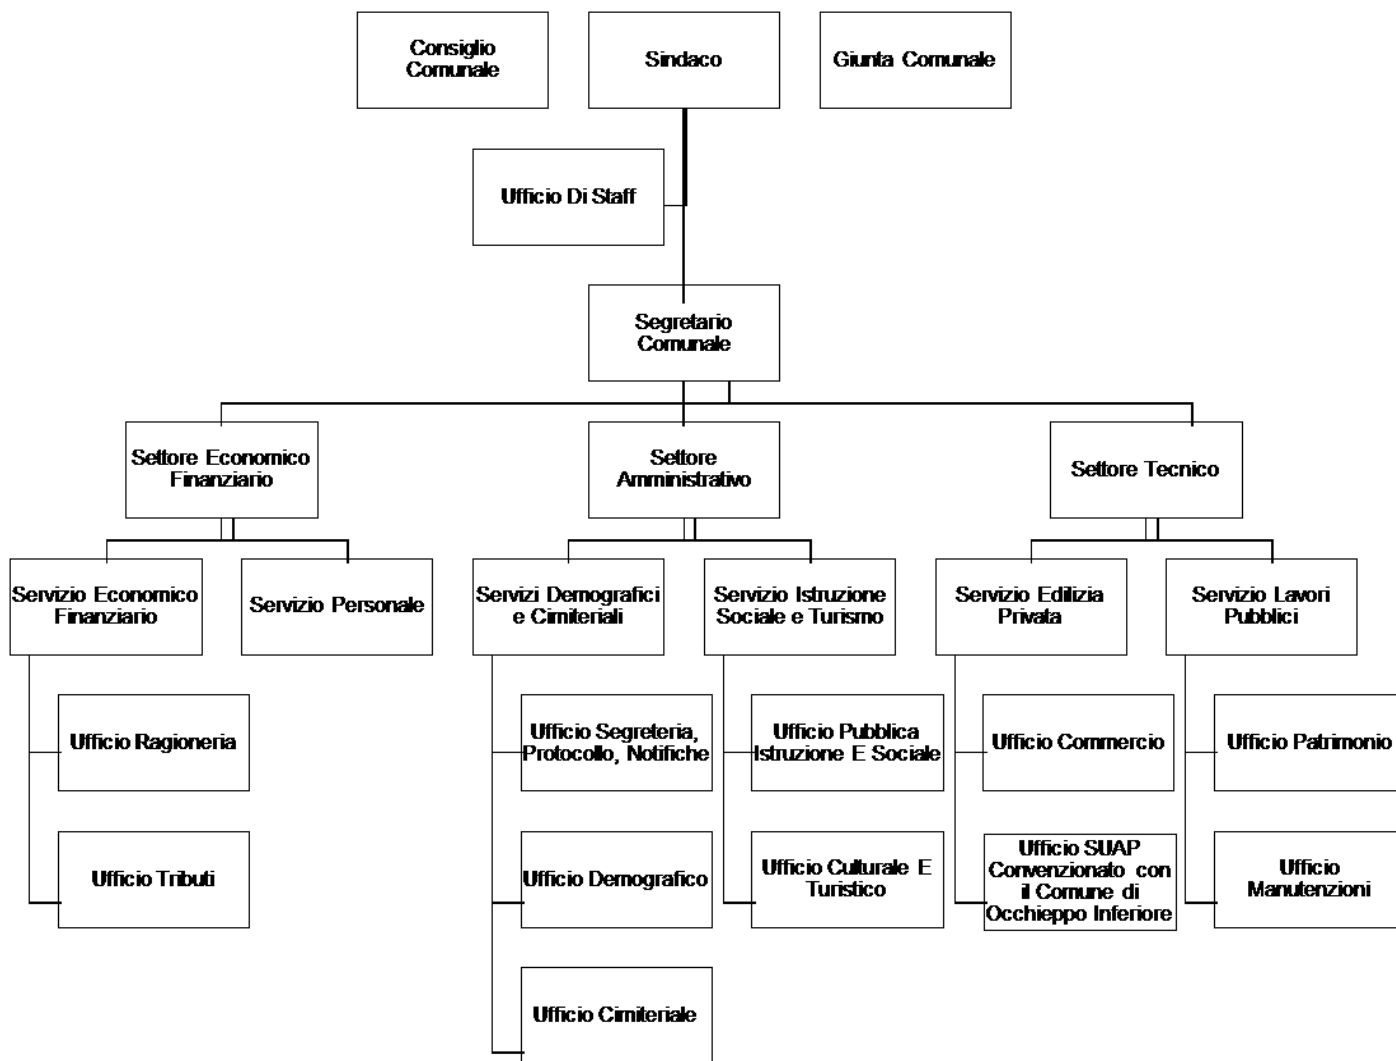 Consiglio
Comunale
Sindaco
Giunta Comunale
Ufficio Di Staff
Segretario
Comunale
Settore Economico
Finanziario
Settore
Amministrativo
Settore Tecnico
Servizio Economico
Finanziario
Servizio Personale
Servizi Demografici
e Cimiteriali
Servizio Istruzione
Sociale e Turismo
Servizio Edilizia
Privata
Servizio Lavori
Pubblici
Ufficio Ragioneria
Ufficio Segreteria,
Protocollo, Notifiche
Ufficio Pubblica
Istruzione E Sociale
Ufficio Commercio
Ufficio Patrimonio
Ufficio Tributi
Ufficio Demografico
Ufficio Culturale E
Turistico
Ufficio SUAP
Convenzionato con
il Comune di
Occhieppo Inferiore
Ufficio
Manutenzioni
Ufficio Cimiteriale